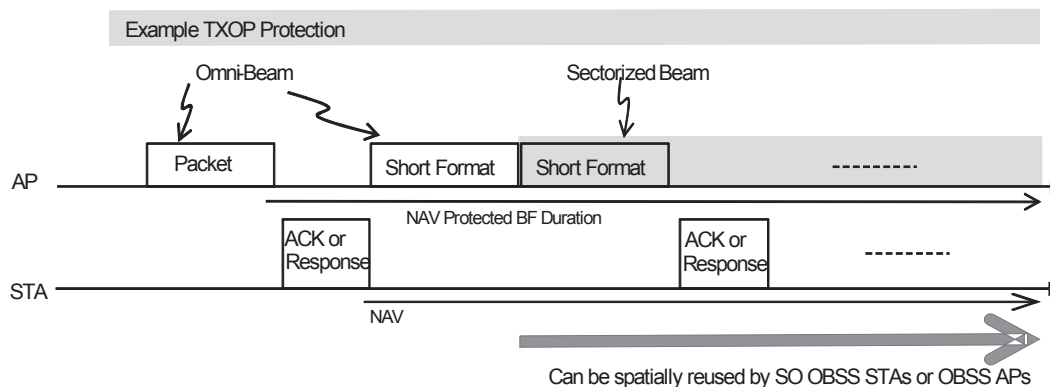 Example TXOP Protection
Omni-Beam
Sectorized Beam
Packet
Short Format
Short Format
AP
NAV Protected BF Duration
ACK or
Response
ACK or
Response
STA
NAV
Can be spatially reused by SO OBSS STAs or OBSS APs